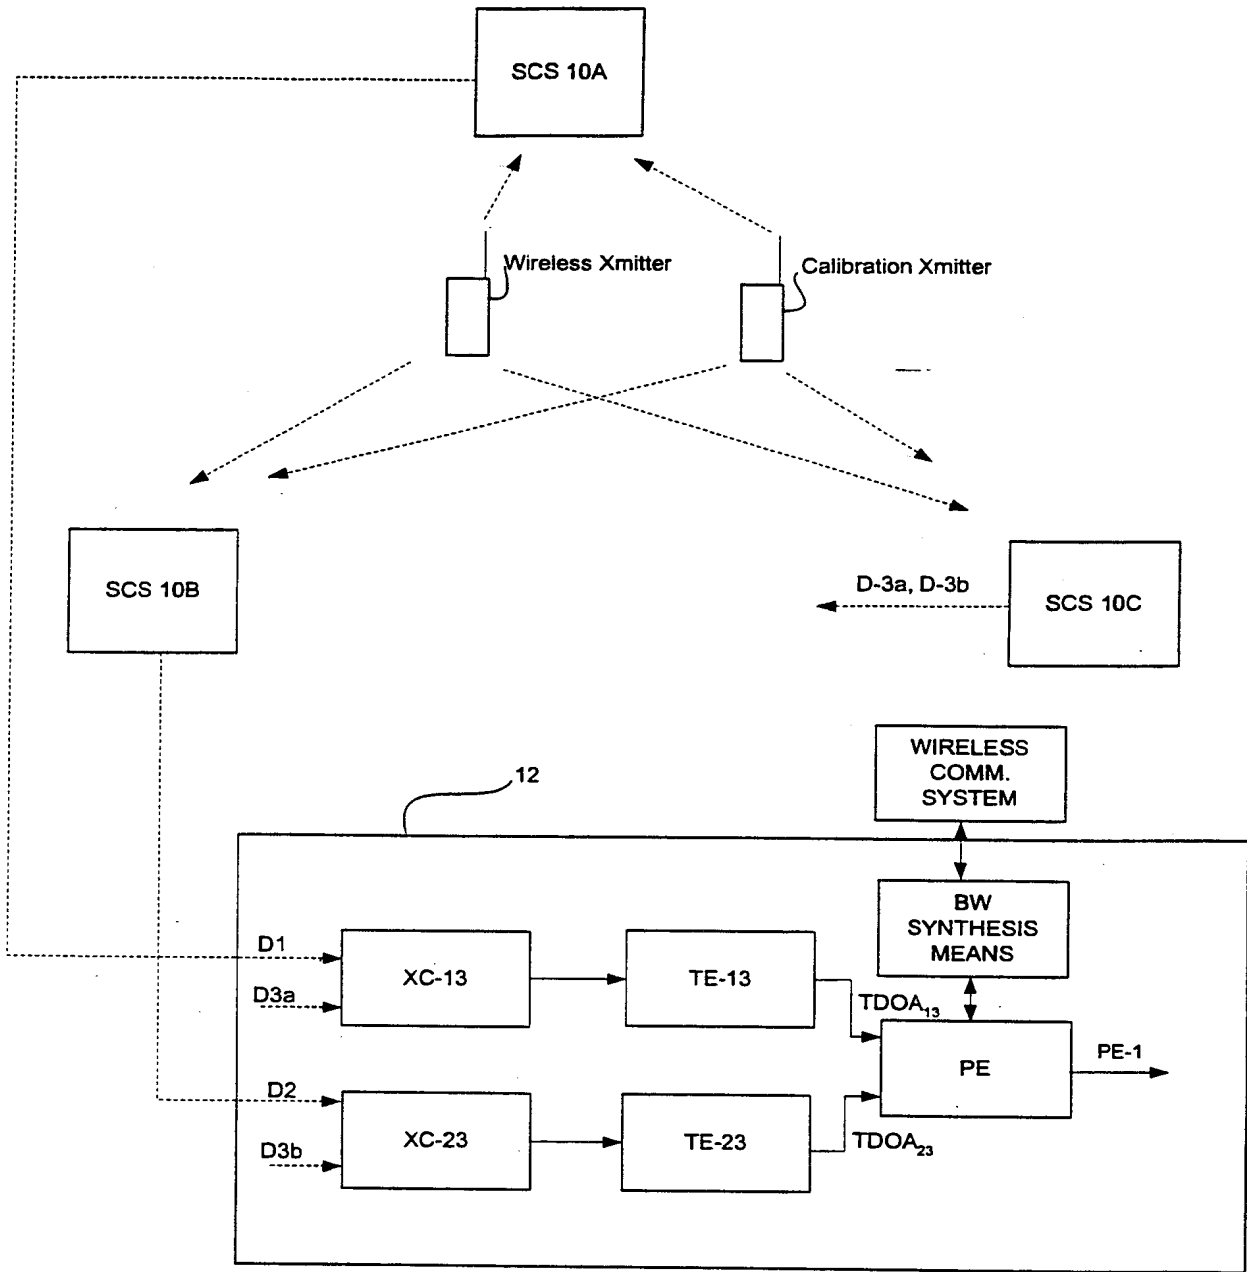 SCS 10A
Wireless Xmitter
Calibration Xmitter
SCS 10B
D-3a, D-3b
SCS 10C
WIRELESS
COMM.
SYSTEM
12
BW
SYNTHESIS
MEANS
D1
XC-13
TE-13
D3a
TDOA13
PE
PE-1
D2
XC-23
TE-23
TDOA23
D3b